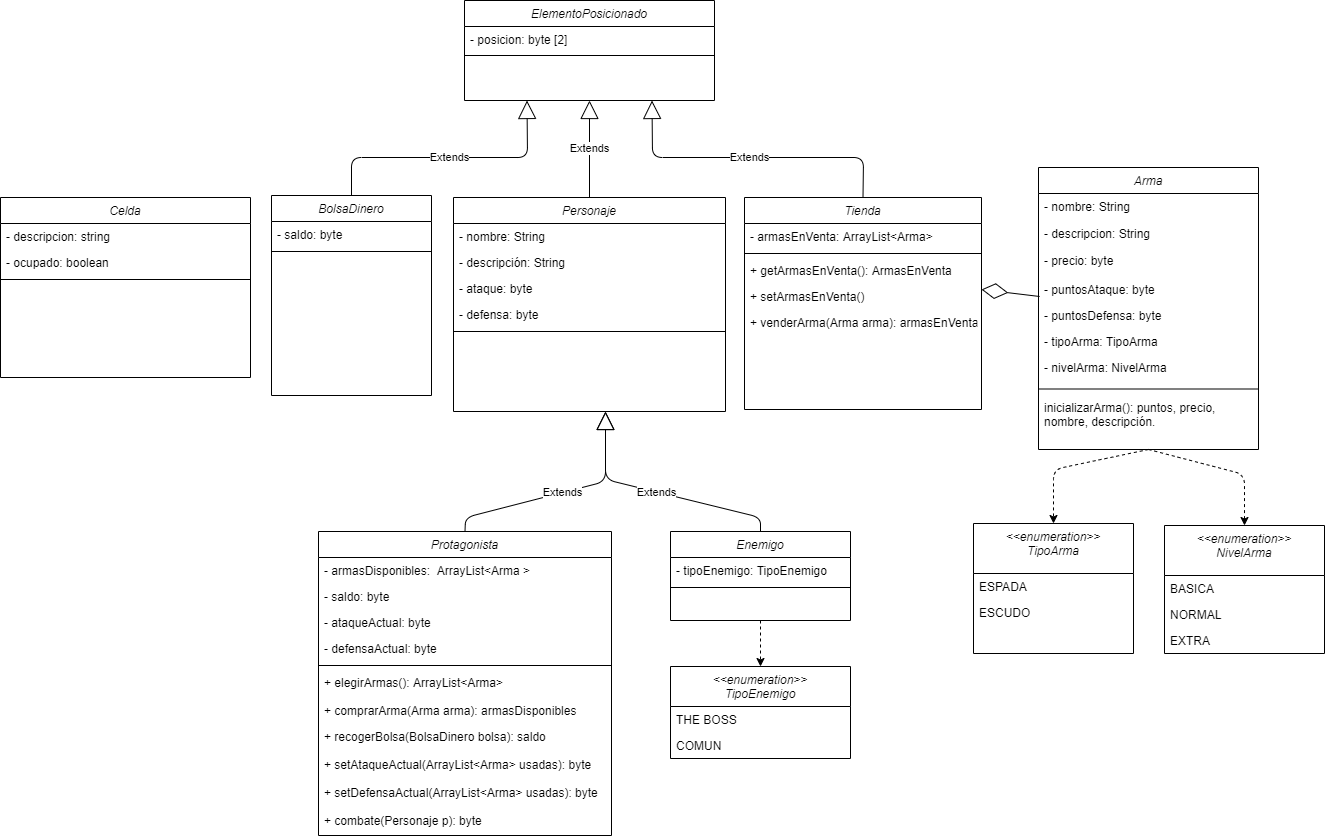 ElementoPosicionado
- posicion: byte [2]
Extends
Extends
Extends
Celda
- descripcion: string
- ocupado: boolean
BolsaDinero
- saldo: byte
Personaje
- nombre: String
- descripción: String
- ataque: byte
- defensa: byte
Tienda
- armasEnVenta: ArrayList<Arma>
+ getArmasEnVenta(): ArmasEnVenta
+ setArmasEnVenta()
+ venderArma(Arma arma): armasEnVenta
Arma
- nombre: String
- descripcion: String
- precio: byte
- puntosAtaque: byte
- puntosDefensa: byte
- tipoArma: TipoArma
- nivelArma: NivelArma
inicializarArma(): puntos, precio,
nombre, descripción.
Extends
Extends
Protagonista
- armasDisponibles:  ArrayList<Arma >
- saldo: byte
- ataqueActual: byte
- defensaActual: byte
+ elegirArmas(): ArrayList<Arma>
+ comprarArma(Arma arma): armasDisponibles
+ recogerBolsa(BolsaDinero bolsa): saldo
+ setAtaqueActual(ArrayList<Arma> usadas): byte
+ setDefensaActual(ArrayList<Arma> usadas): byte
+ combate(Personaje p): byte
Enemigo
- tipoEnemigo: TipoEnemigo
<<enumeration>>
TipoEnemigo
THE BOSS
COMUN
<<enumeration>>
TipoArma
ESPADA
ESCUDO
<<enumeration>>
NivelArma
BASICA
NORMAL
EXTRA